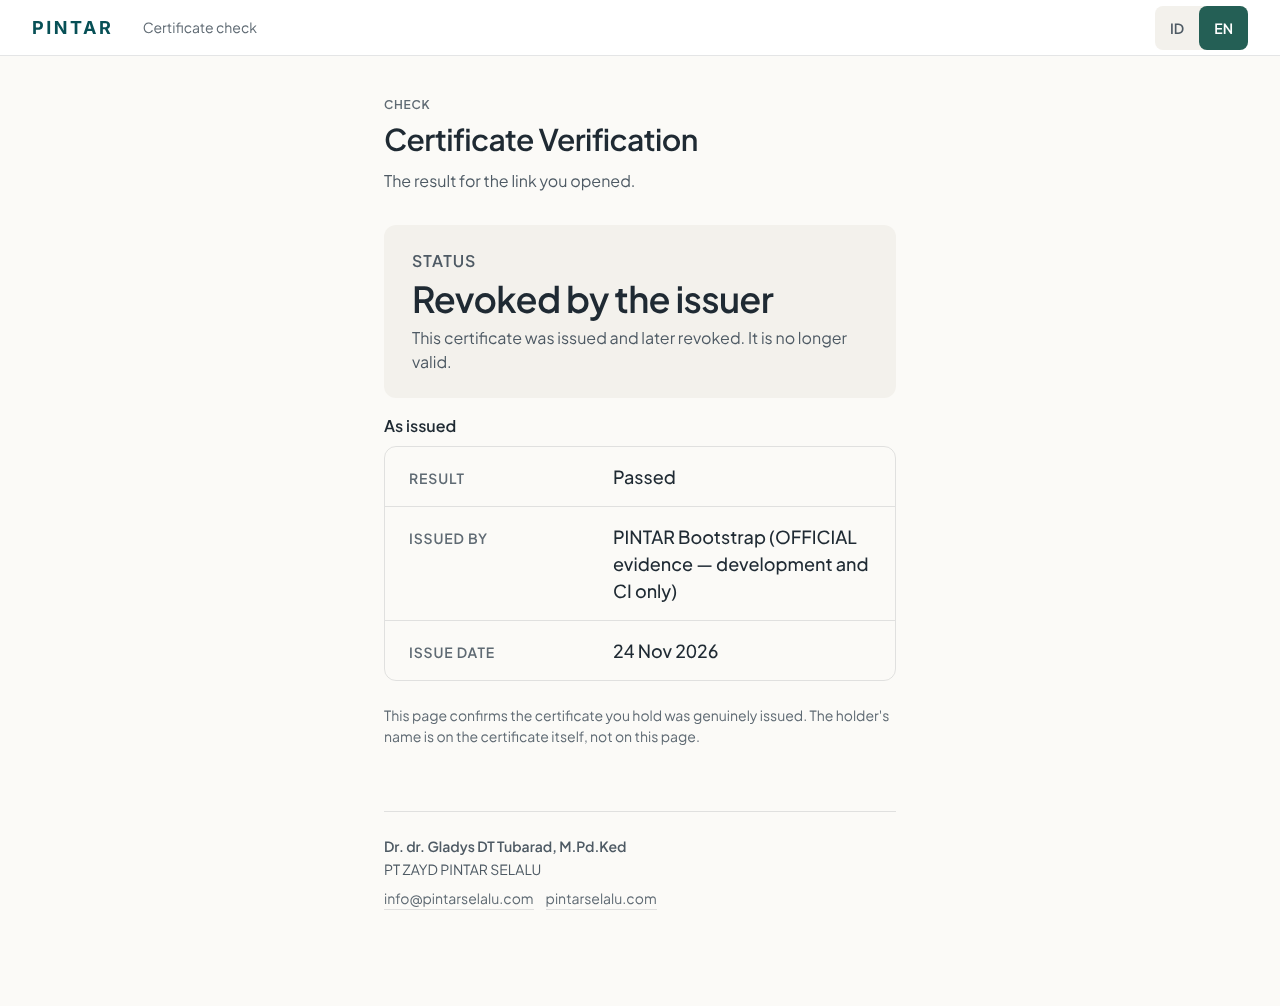 PINTAR
Certificate check
ID
EN
CHECK
Certificate Verification
The result for the link you opened.
STATUS
Revoked by the issuer
This certificate was issued and later revoked. It is no longer
valid.
As issued
RESULT
Passed
ISSUED BY
PINTAR Bootstrap (OFFICIAL
evidence — development and
CI only)
ISSUE DATE
24 Nov 2026
This page confirms the certificate you hold was genuinely issued. The holder's
name is on the certificate itself, not on this page.
Dr. dr. Gladys DT Tubarad, M.Pd.Ked
PT ZAYD PINTAR SELALU
info@pintarselalu.com pintarselalu.com